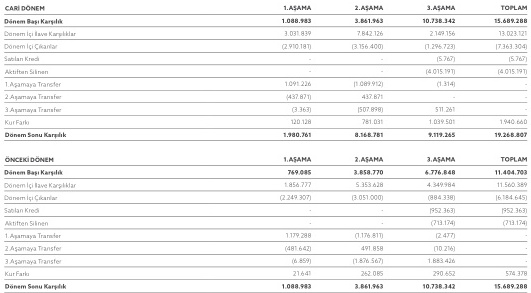 CARİ DÖNEM 1.AŞAMA 2.AŞAMA 3.AŞAMA TOPLAM
Dönem Başı Karşılık 1.088.983 3.861.963 10.738.342 15.689.288
Dönem İçi İlave Karşılıklar 3.031.839 7.842.126 2.149.156 13.023.121
Dönem İçi Çıkanlar (2.910.181) (3.156.400) (1.296.723) (7.363.304)
Satılan Kredi - - (5.767) (5.767)
Aktiften Silinen - - (4.015.191) (4.015.191)
1.Aşamaya Transfer 1.091.226 (1.089.912) (1.314) -
2.Aşamaya Transfer (437.871) 437.871 - -
3.Aşamaya Transfer (3.363) (507.898) 511.261 -
Kur Farkı 120.128 781.031 1.039.501 1.940.660
Dönem Sonu Karşılık 1.980.761 8.168.781 9.119.265 19.268.807
ÖNCEKİ DÖNEM 1.AŞAMA 2.AŞAMA 3.AŞAMA TOPLAM
Dönem Başı Karşılık 769.085 3.858.770 6.776.848 11.404.703
Dönem İçi İlave Karşılıklar 1.856.777 5.353.628 4.349.984 11.560.389
Dönem İçi Çıkanlar (2.249.307) (3.051.000) (884.338) (6.184.645)
Satılan Kredi - - (952.363) (952.363)
Aktiften Silinen - - (713.174) (713.174)
1.Aşamaya Transfer 1.179.288 (1.176.811) (2.477) -
2.Aşamaya Transfer (481.642) 491.858 (10.216) -
3.Aşamaya Transfer (6.859) (1.876.567) 1.883.426 -
Kur Farkı 21.641 262.085 290.652 574.378
Dönem Sonu Karşılık 1.088.983 3.861.963 10.738.342 15.689.288